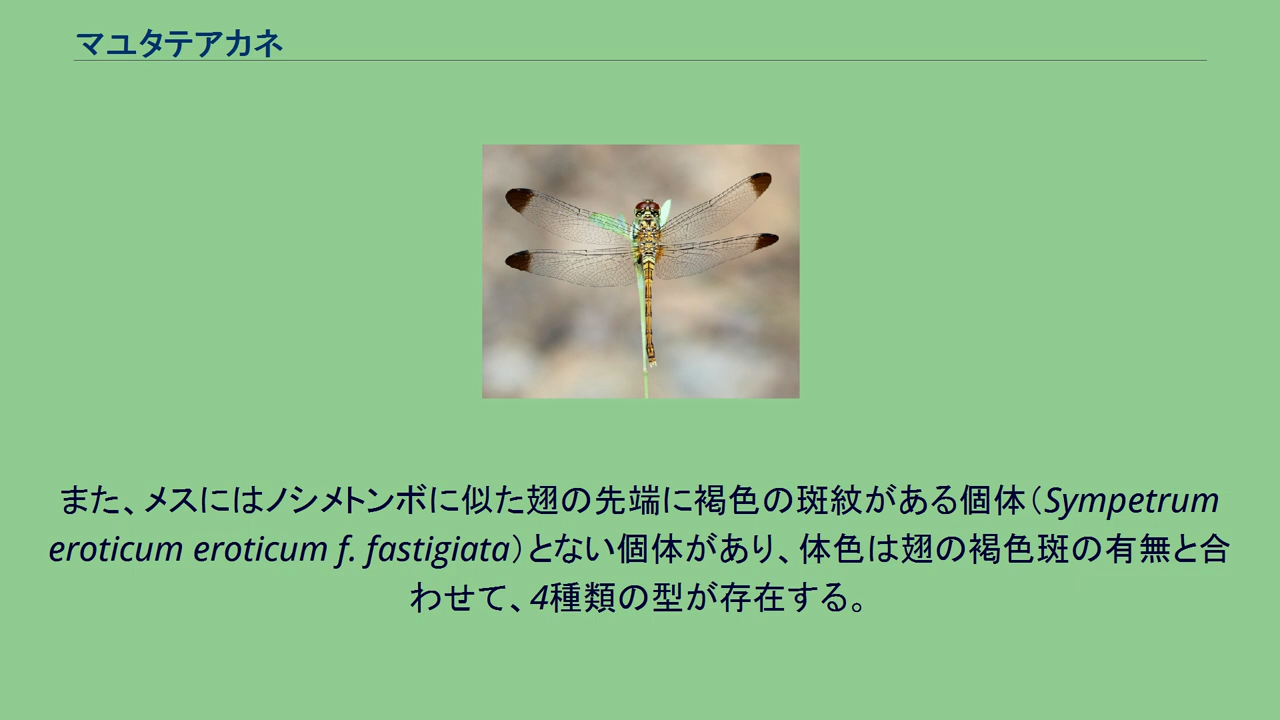 マユタテアカネ
また、メスにはノシメトンボに似た翅の先端に褐色の斑紋がある個体（Sympetrum
eroticum eroticum f. fastigiata）とない個体があり、体色は翅の褐色斑の有無と合
わせて、4種類の型が存在する。